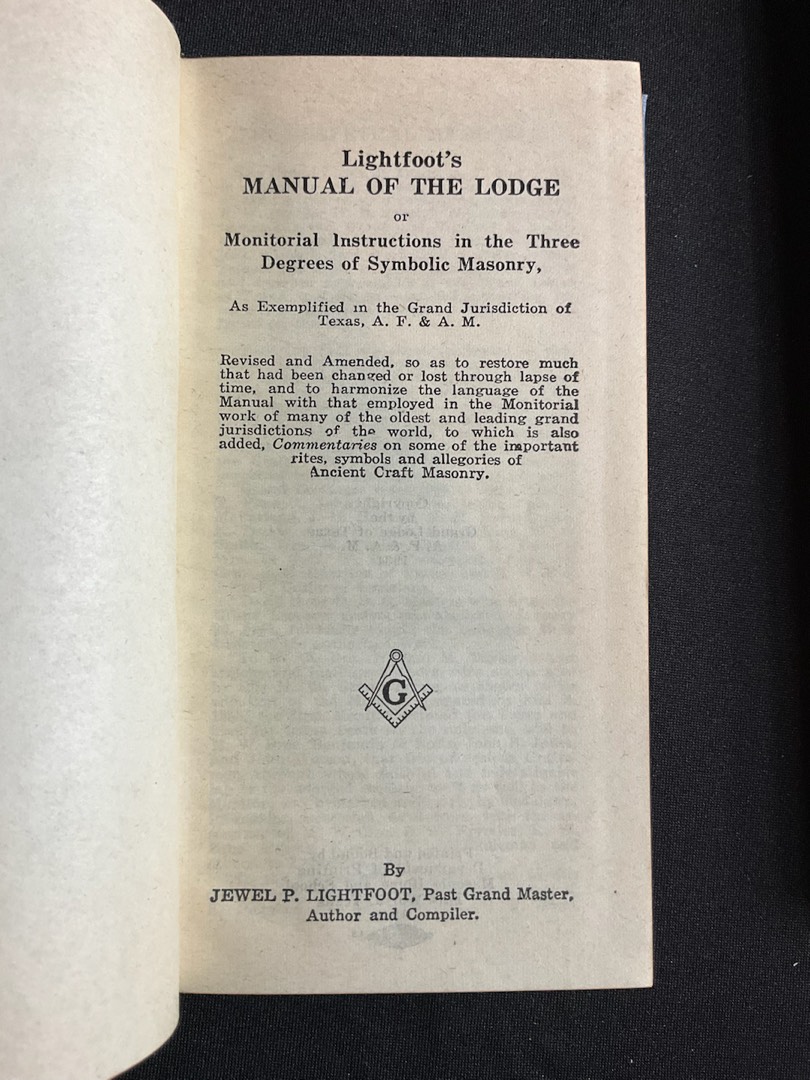 Lightfoot's
MANUAL OF THE LODGE
or
Monitorial Instructions in the Three
Degrees of Symbolic Masonry,
As Exemplified in the Grand Jurisdiction of
Texas, A. F. & A. M.
Revised and Amended, so as to restore much
that had been changed or lost through lapse of
time, and to harmonize the language of the
Manual with that employed in the Monitorial
work of many of the oldest and leading grand
jurisdictions of the world, to which is also
added, Commentaries on some of the important
rites, symbols and allegories of
Ancient Craft Masonry.
G
By
JEWEL P. LIGHTFOOT, Past Grand Master,
Author and Compiler.